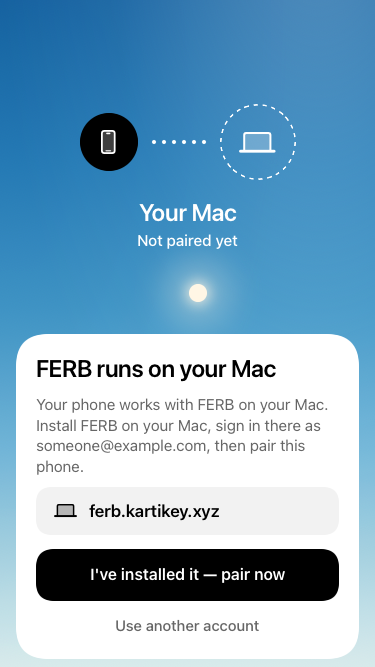 Your Mac
Not paired yet
FERB runs on your Mac
Your phone works with FERB on your Mac.
Install FERB on your Mac, sign in there as
someone@example.com, then pair this
phone.
ferb.kartikey.xyz
I've installed it — pair now
Use another account